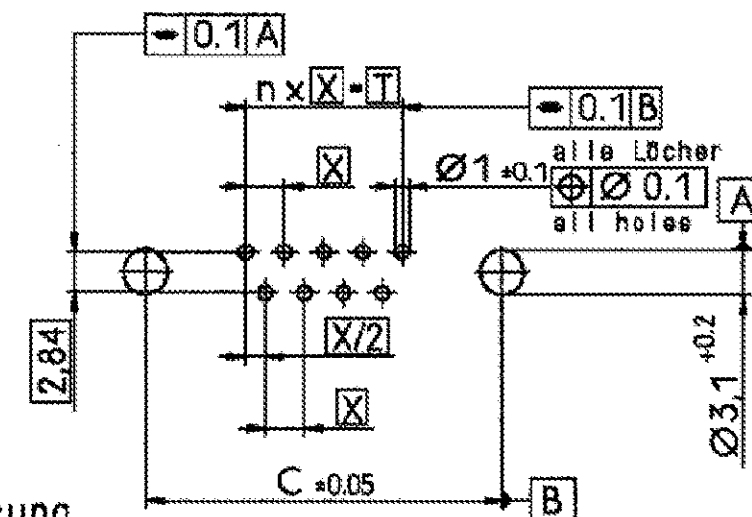 0.1 A
n x X - T
0.1 B
X
Ø1 ±0.1
alle Löcher
⌖ Ø 0.1
all holes
A
2,84
X/2
X
Ø3,1 +0.2
C ±0.05
B